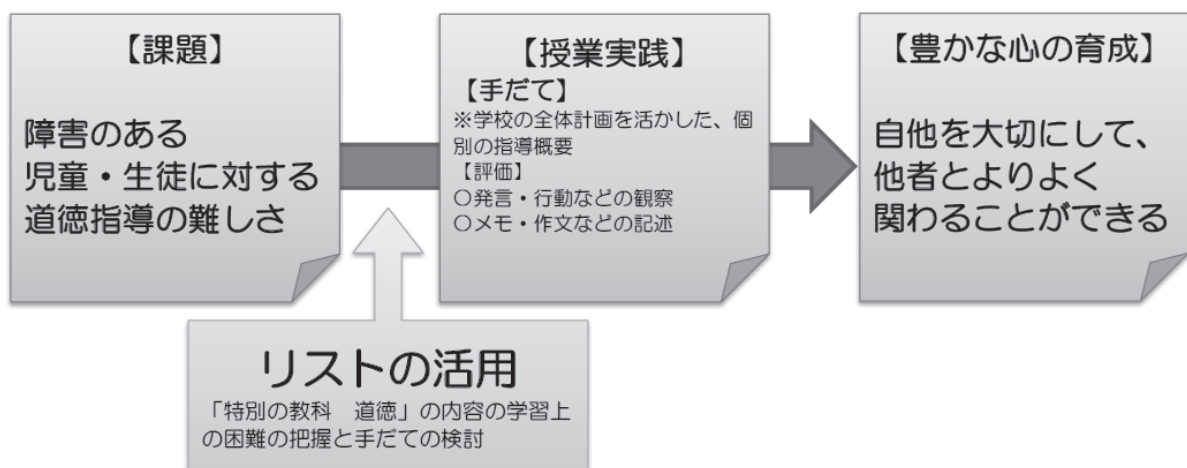 【課題】
障害のある
児童・生徒に対する
道徳指導の難しさ
【授業実践】
【手だて】
※学校の全体計画を活かした、個
別の指導概要
【評価】
○発言・行動などの観察
○メモ・作文などの記述
【豊かな心の育成】
自他を大切にして、
他者とよりよく
関わることができる
リストの活用
「特別の教科　道徳」の内容の学習上
の困難の把握と手だての検討